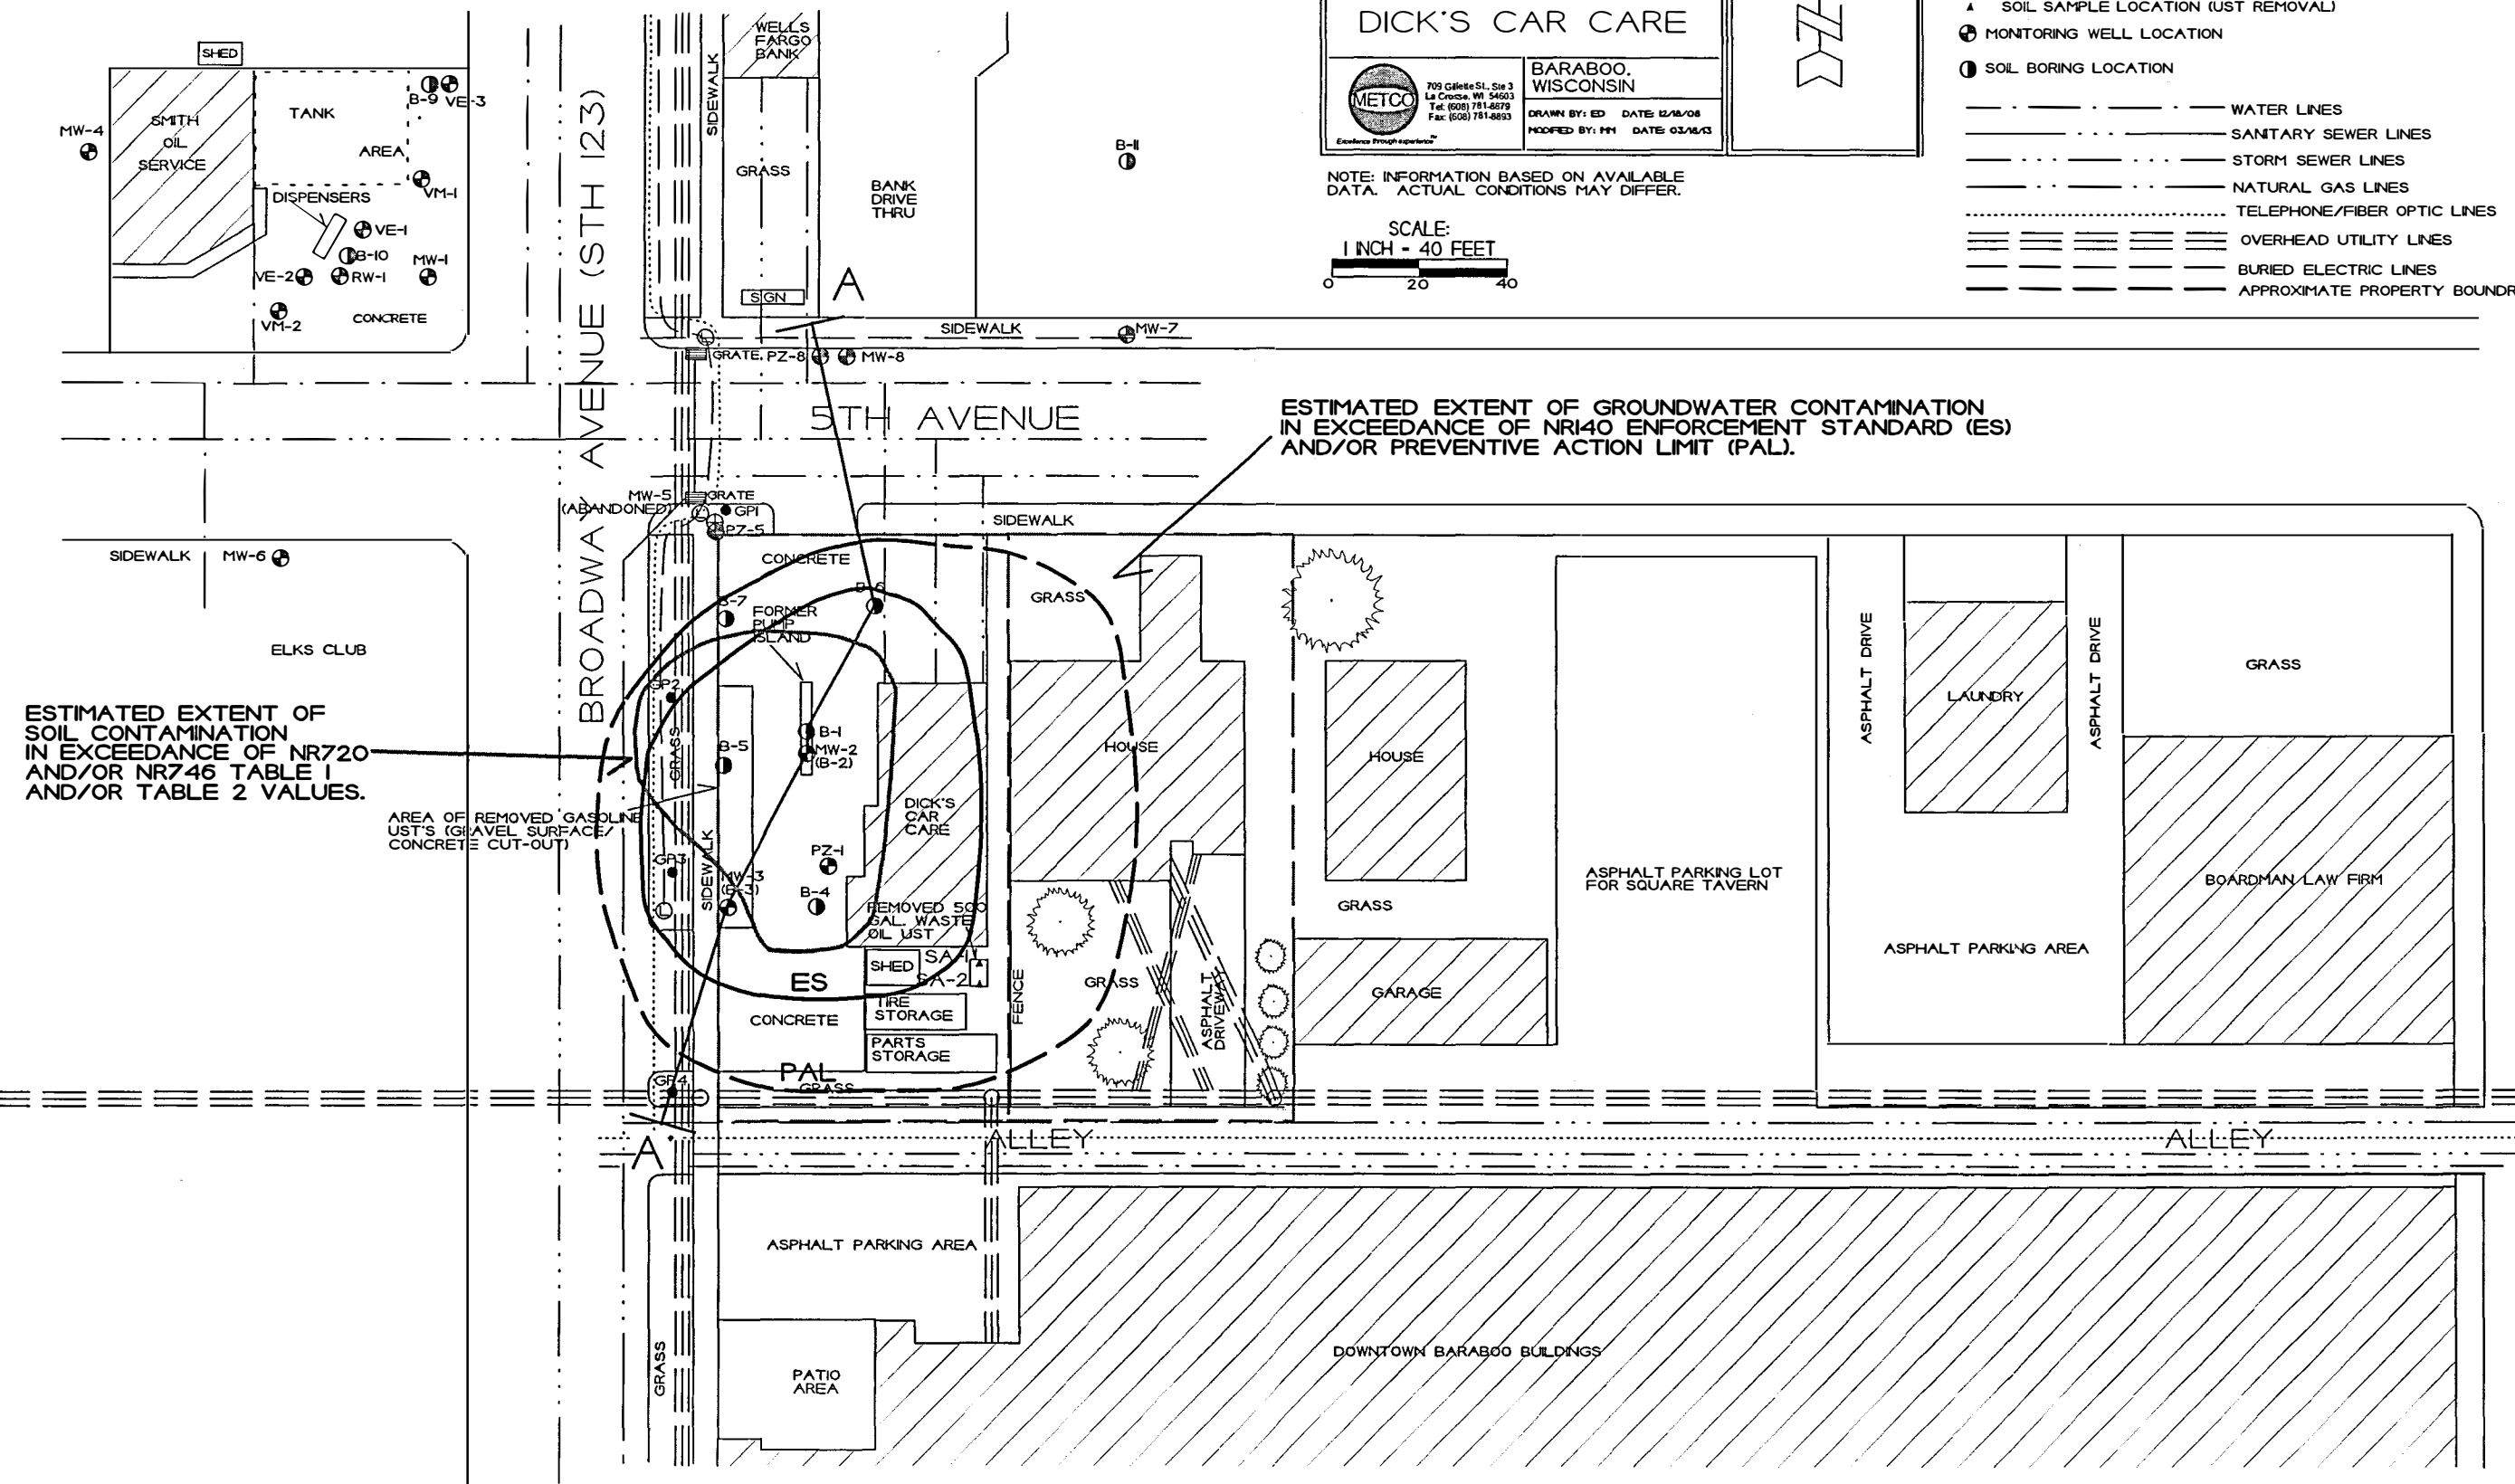 DICK'S CAR CARE
METCO
Excellence through experience
709 Gillette St., Ste 3
La Crosse, WI 54603
Tel: (608) 781-8879
Fax: (608) 781-8893
BARABOO,
WISCONSIN
DRAWN BY: ED DATE: 12/18/08
MODIFIED BY: MM DATE: 03/18/13
NOTE: INFORMATION BASED ON AVAILABLE
DATA. ACTUAL CONDITIONS MAY DIFFER.
SCALE:
1 INCH - 40 FEET
0 20 40
SOIL SAMPLE LOCATION (UST REMOVAL)
MONITORING WELL LOCATION
SOIL BORING LOCATION
WATER LINES
SANITARY SEWER LINES
STORM SEWER LINES
NATURAL GAS LINES
TELEPHONE/FIBER OPTIC LINES
OVERHEAD UTILITY LINES
BURIED ELECTRIC LINES
APPROXIMATE PROPERTY BOUNDR
SHED
SMITH
OIL
SERVICE
TANK
AREA
B-9 VE-3
MW-4
VM-1
DISPENSERS
VE-1
B-10
MW-1
VE-2
RW-1
VM-2
CONCRETE
BROADWAY AVENUE (STH 123)
SIDEWALK
WELLS
FARGO
BANK
GRASS
BANK
DRIVE
THRU
B-11
SIGN
A
SIDEWALK
MW-7
GRATE
PZ-8
MW-8
5TH AVENUE
ESTIMATED EXTENT OF GROUNDWATER CONTAMINATION
IN EXCEEDANCE OF NR140 ENFORCEMENT STANDARD (ES)
AND/OR PREVENTIVE ACTION LIMIT (PAL).
MW-5
(ABANDONED)
GRATE
GP1
PZ-5
SIDEWALK
SIDEWALK
MW-6
ELKS CLUB
CONCRETE
B-7
B-6
FORMER
PUMP
ISLAND
GRASS
GP2
GRASS
B-5
B-1
MW-2
(B-2)
HOUSE
HOUSE
ASPHALT DRIVE
LAUNDRY
ASPHALT DRIVE
GRASS
ESTIMATED EXTENT OF
SOIL CONTAMINATION
IN EXCEEDANCE OF NR720
AND/OR NR746 TABLE 1
AND/OR TABLE 2 VALUES.
AREA OF REMOVED GASOLINE
UST'S (GRAVEL SURFACE/
CONCRETE CUT-OUT)
DICK'S
CAR
CARE
GP3
SIDEWALK
MW-3
(B-3)
PZ-1
B-4
REMOVED 500
GAL. WASTE
OIL UST
L
SHED
SA-1
SA-2
ES
TIRE
STORAGE
CONCRETE
PARTS
STORAGE
PAL
GRASS
FENCE
GRASS
ASPHALT
DRIVEWAY
GRASS
GARAGE
ASPHALT PARKING LOT
FOR SQUARE TAVERN
ASPHALT PARKING AREA
BOARDMAN LAW FIRM
GP4
A'
ALLEY
ALLEY
ASPHALT PARKING AREA
GRASS
PATIO
AREA
DOWNTOWN BARABOO BUILDINGS